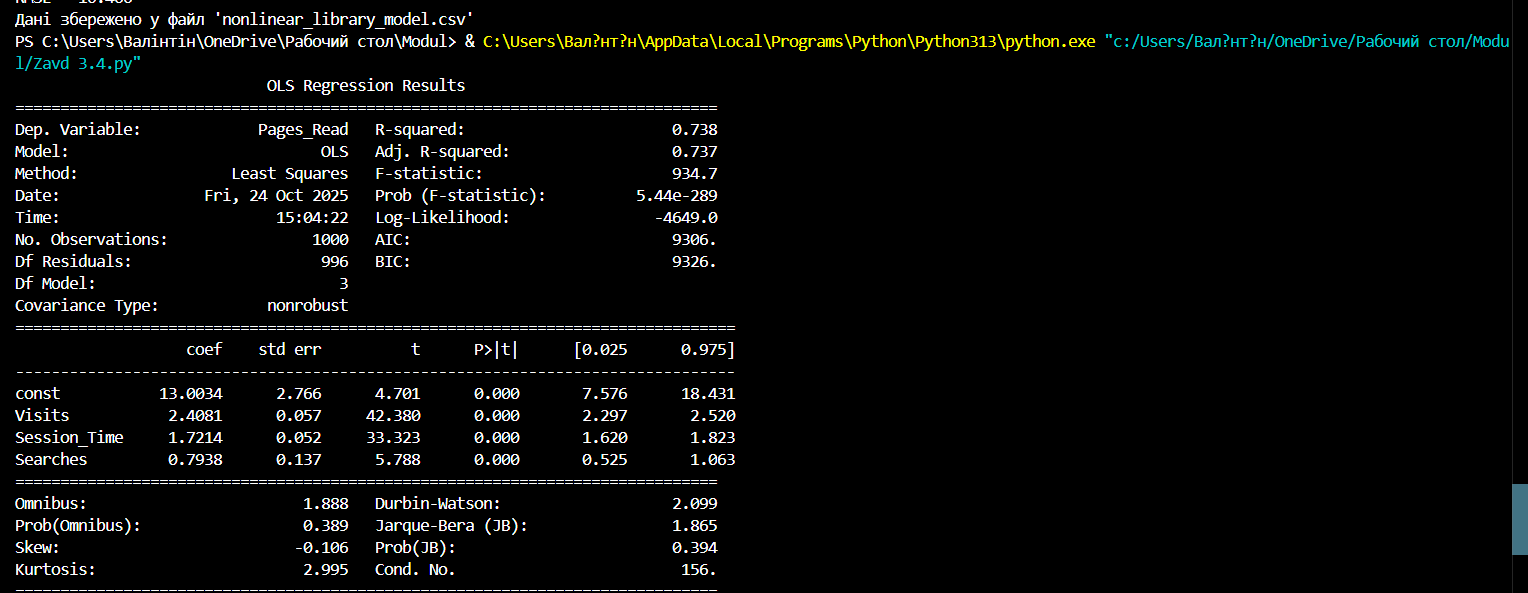 Дані збережено у файл 'nonlinear_library_model.csv'
PS C:\Users\Валінтін\OneDrive\Рабочий стол\Modul> & C:\Users\Вал?нт?н\AppData\Local\Programs\Python\Python313\python.exe "c:/Users/Вал?нт?н/OneDrive/Рабочий стол/Modu
l/Zavd 3.4.py"
                            OLS Regression Results
==============================================================================
Dep. Variable:             Pages_Read   R-squared:                       0.738
Model:                            OLS   Adj. R-squared:                  0.737
Method:                 Least Squares   F-statistic:                     934.7
Date:                Fri, 24 Oct 2025   Prob (F-statistic):          5.44e-289
Time:                        15:04:22   Log-Likelihood:                -4649.0
No. Observations:                1000   AIC:                             9306.
Df Residuals:                     996   BIC:                             9326.
Df Model:                           3
Covariance Type:            nonrobust
================================================================================
                   coef    std err          t      P>|t|      [0.025      0.975]
--------------------------------------------------------------------------------
const           13.0034      2.766      4.701      0.000       7.576      18.431
Visits           2.4081      0.057     42.380      0.000       2.297       2.520
Session_Time     1.7214      0.052     33.323      0.000       1.620       1.823
Searches         0.7938      0.137      5.788      0.000       0.525       1.063
==============================================================================
Omnibus:                        1.888   Durbin-Watson:                   2.099
Prob(Omnibus):                  0.389   Jarque-Bera (JB):                1.865
Skew:                          -0.106   Prob(JB):                        0.394
Kurtosis:                       2.995   Cond. No.                         156.
==============================================================================